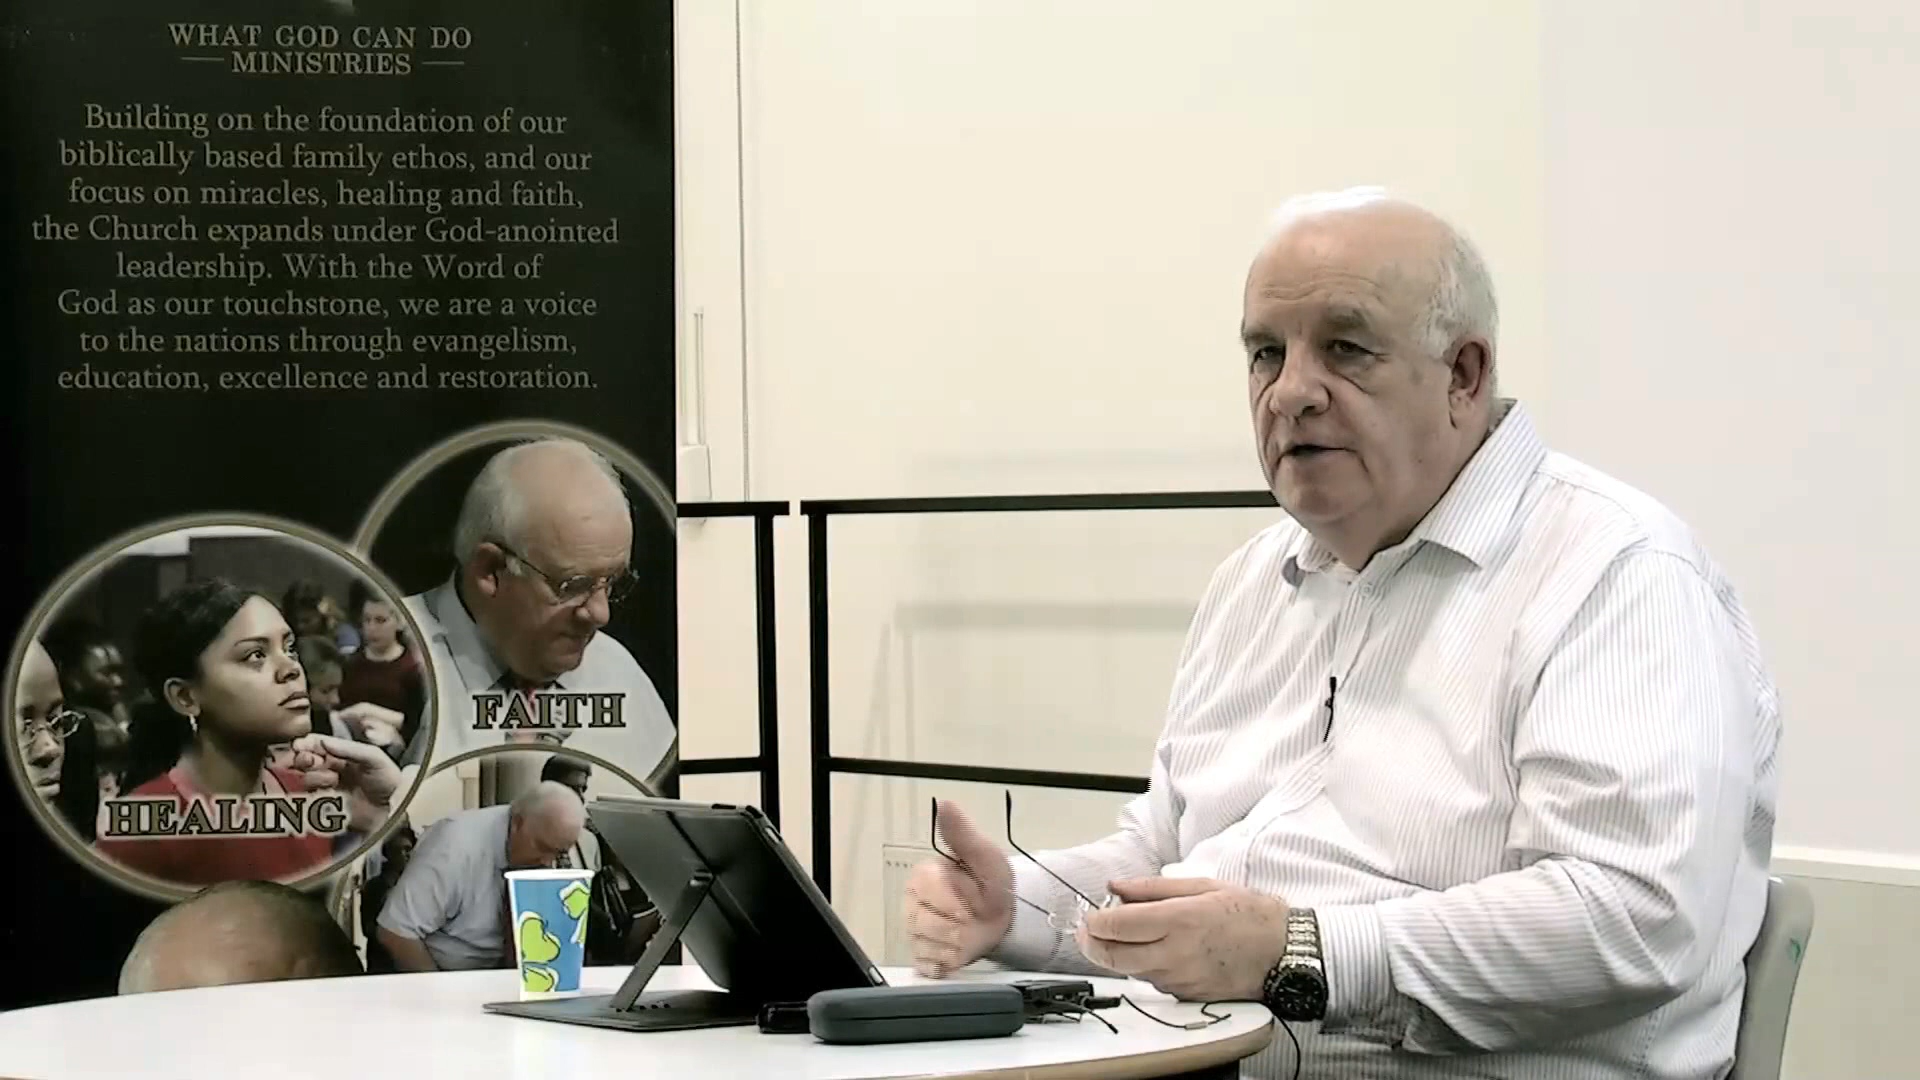 WHAT GOD CAN DO
MINISTRIES
Building on the foundation of our
biblically based family ethos, and our
focus on miracles, healing and faith,
the Church expands under God-anointed
leadership. With the Word of
God as our touchstone, we are a voice
to the nations through evangelism,
education, excellence and restoration.
FAITH
HEALING